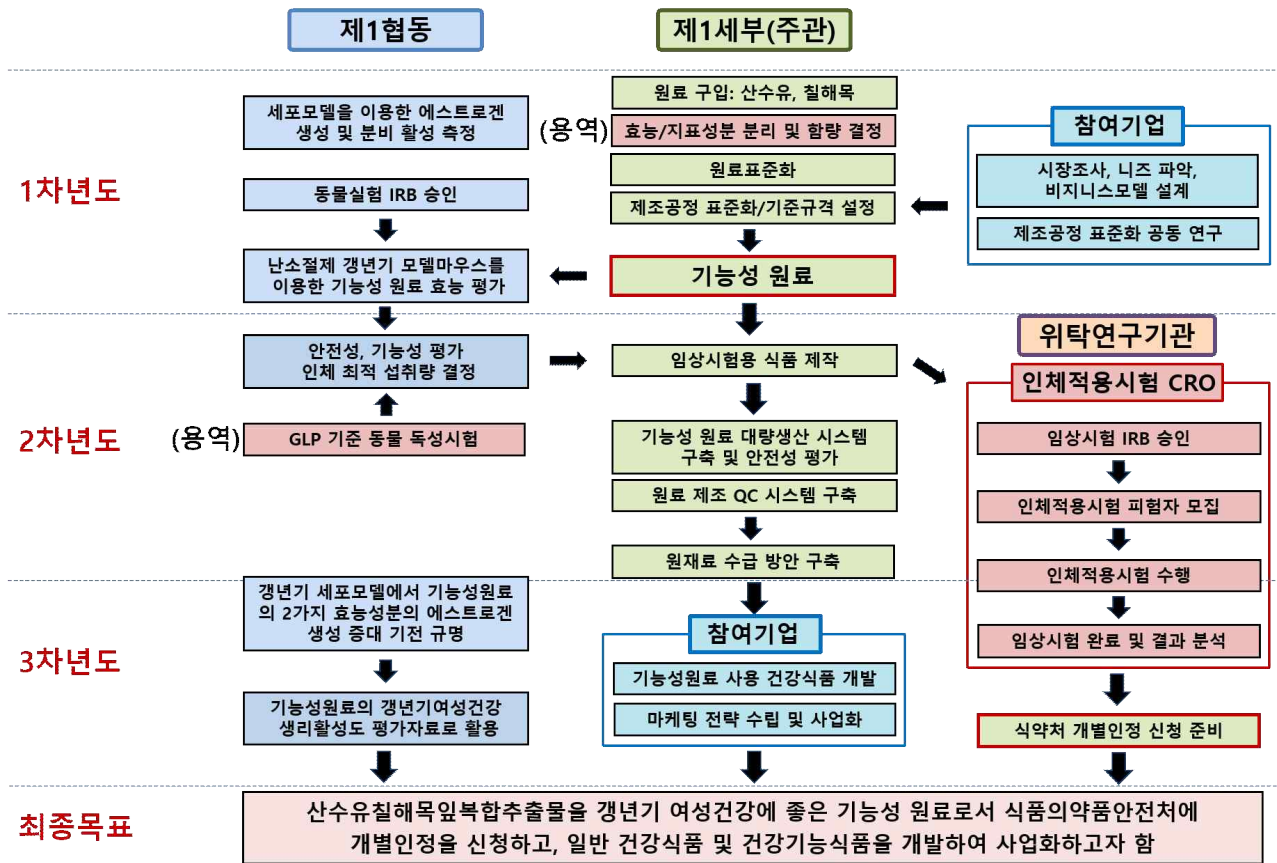 제1협동
제1세부(주관)
1차년도
세포모델을 이용한 에스트로겐
생성 및 분비 활성 측정
동물실험 IRB 승인
난소절제 갱년기 모델마우스를
이용한 기능성 원료 효능 평가
원료 구입: 산수유, 칠해목
(용역)
효능/지표성분 분리 및 함량 결정
원료표준화
제조공정 표준화/기준규격 설정
기능성 원료
참여기업
시장조사, 니즈 파악,
비지니스모델 설계
제조공정 표준화 공동 연구
2차년도
안전성, 기능성 평가
인체 최적 섭취량 결정
(용역)
GLP 기준 동물 독성시험
임상시험용 식품 제작
기능성 원료 대량생산 시스템
구축 및 안전성 평가
원료 제조 QC 시스템 구축
원재료 수급 방안 구축
위탁연구기관
인체적용시험 CRO
임상시험 IRB 승인
인체적용시험 피험자 모집
인체적용시험 수행
임상시험 완료 및 결과 분석
3차년도
갱년기 세포모델에서 기능성원료
의 2가지 효능성분의 에스트로겐
생성 증대 기전 규명
기능성원료의 갱년기여성건강
생리활성도 평가자료로 활용
참여기업
기능성원료 사용 건강식품 개발
마케팅 전략 수립 및 사업화
식약처 개별인정 신청 준비
최종목표
산수유칠해목잎복합추출물을 갱년기 여성건강에 좋은 기능성 원료로서 식품의약품안전처에
개별인정을 신청하고, 일반 건강식품 및 건강기능식품을 개발하여 사업화하고자 함